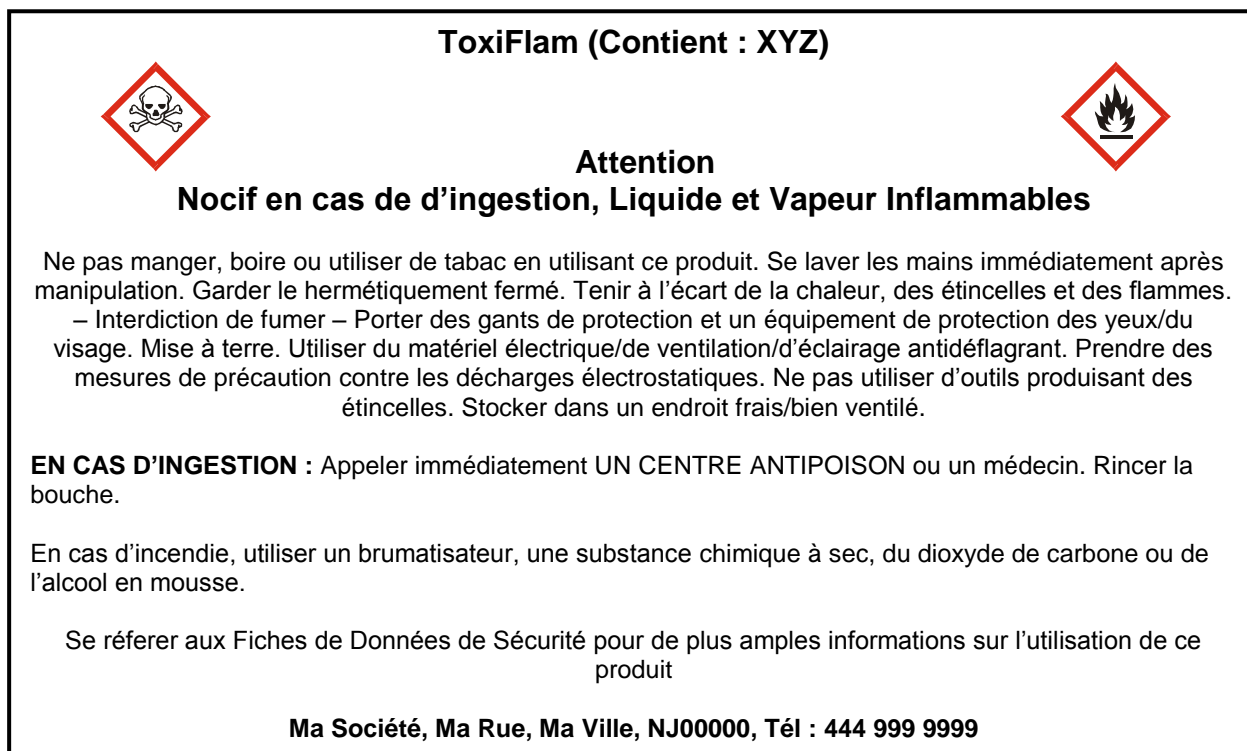 ToxiFlam (Contient : XYZ)
Attention
Nocif en cas de d’ingestion, Liquide et Vapeur Inflammables
Ne pas manger, boire ou utiliser de tabac en utilisant ce produit. Se laver les mains immédiatement après
manipulation. Garder le hermétiquement fermé. Tenir à l’écart de la chaleur, des étincelles et des flammes.
– Interdiction de fumer – Porter des gants de protection et un équipement de protection des yeux/du
visage. Mise à terre. Utiliser du matériel électrique/de ventilation/d’éclairage antidéflagrant. Prendre des
mesures de précaution contre les décharges électrostatiques. Ne pas utiliser d’outils produisant des
étincelles. Stocker dans un endroit frais/bien ventilé.
EN CAS D’INGESTION : Appeler immédiatement UN CENTRE ANTIPOISON ou un médecin. Rincer la
bouche.
En cas d’incendie, utiliser un brumatisateur, une substance chimique à sec, du dioxyde de carbone ou de
l’alcool en mousse.
Se réferer aux Fiches de Données de Sécurité pour de plus amples informations sur l’utilisation de ce
produit
Ma Société, Ma Rue, Ma Ville, NJ00000, Tél : 444 999 9999